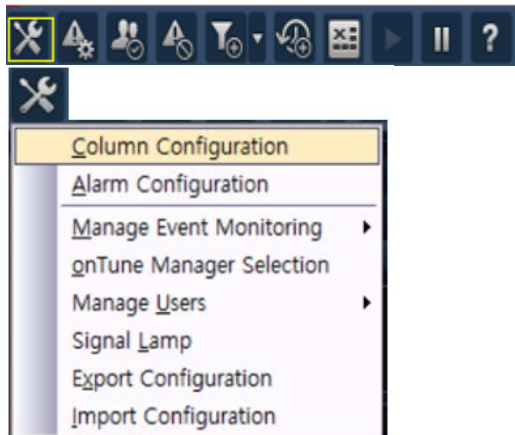 ?
Column Configuration
Alarm Configuration
Manage Event Monitoring
onTune Manager Selection
Manage Users
Signal Lamp
Export Configuration
Import Configuration